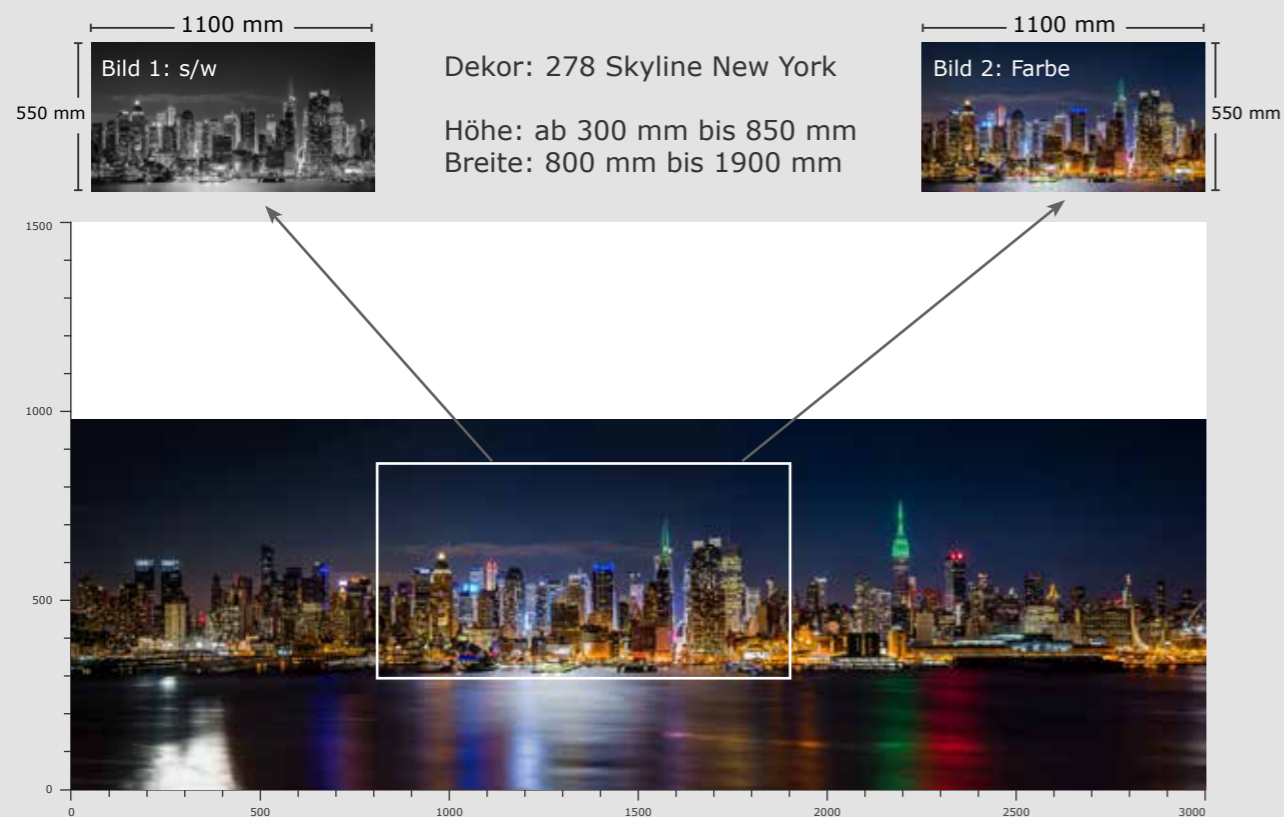 1100 mm
1100 mm
Bild 1: s/w
Dekor: 278 Skyline New York
Bild 2: Farbe
550 mm
550 mm
Höhe: ab 300 mm bis 850 mm
Breite: 800 mm bis 1900 mm
1500
1000
500
0
0
500
1000
1500
2000
2500
3000